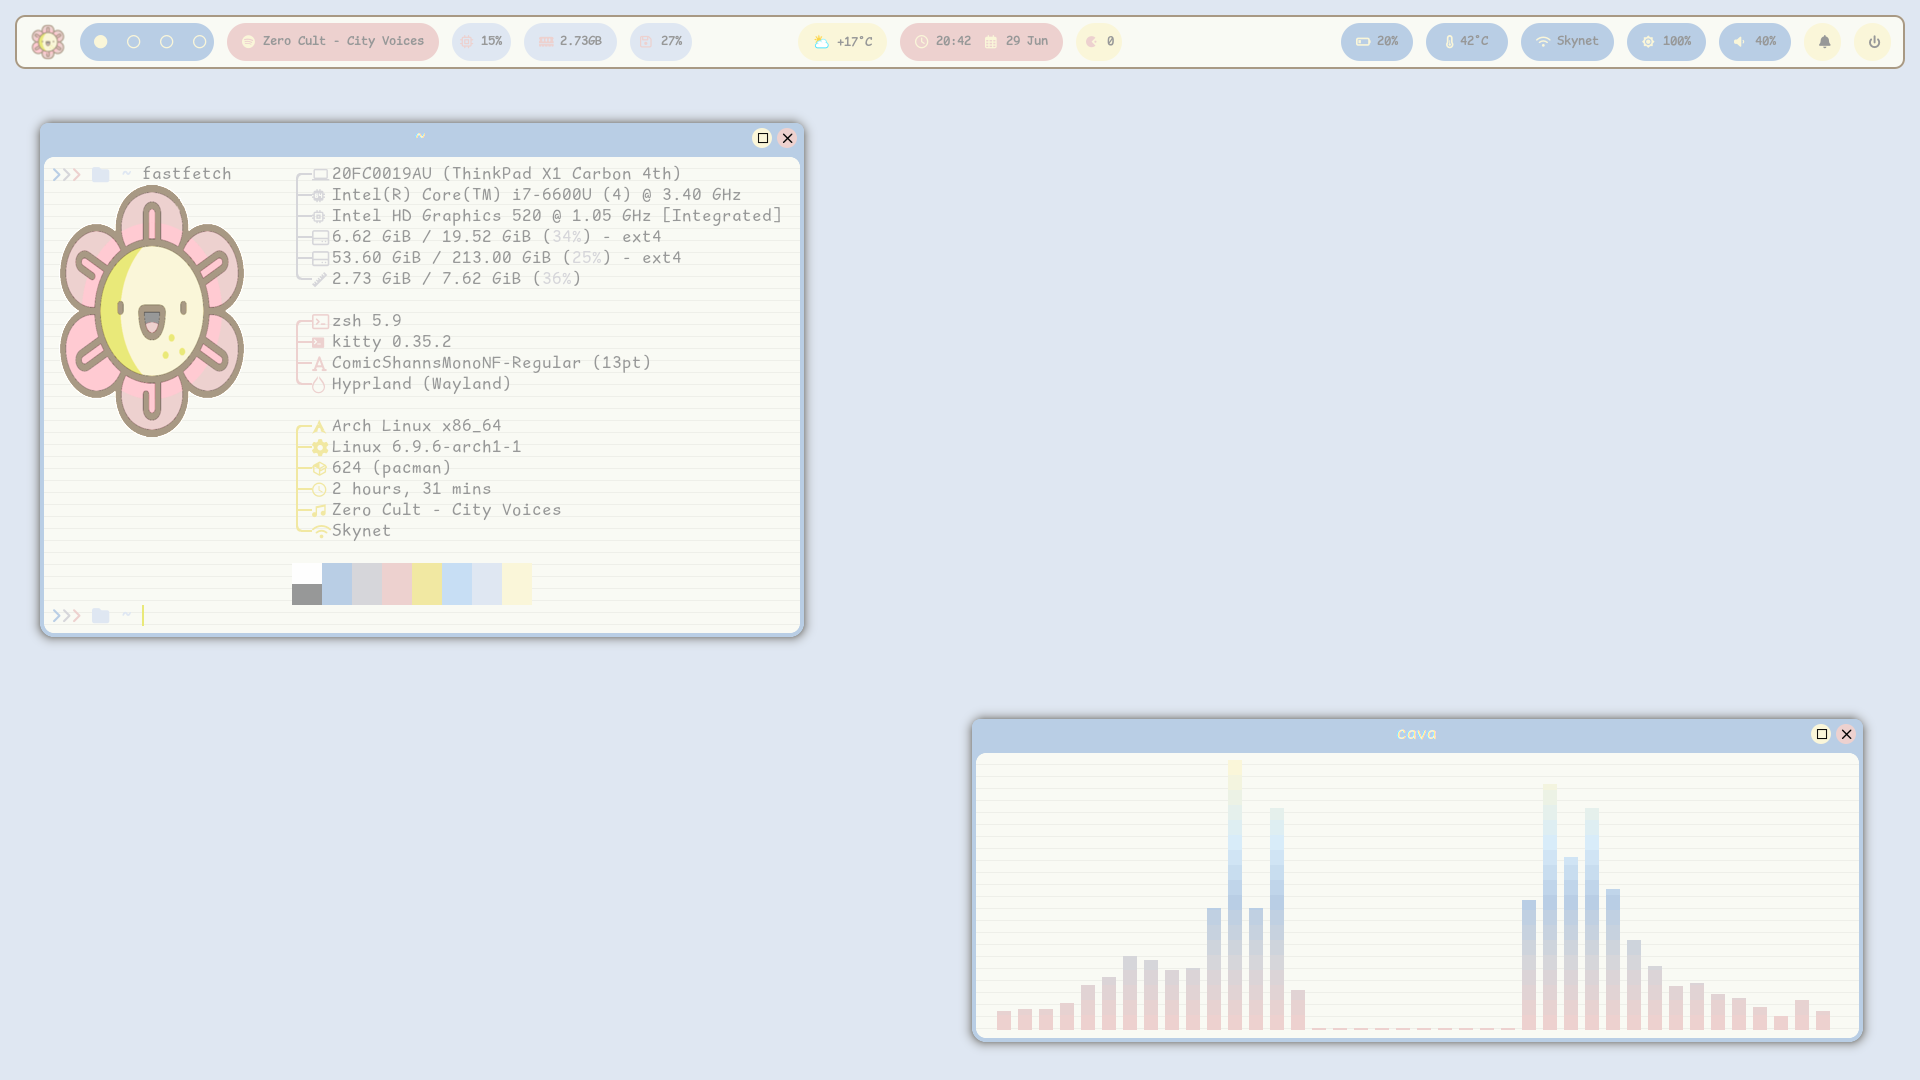 Zero Cult - City Voices 15% 2.73GB 27% +17°C 20:42 29 Jun 0 20% 42°C Skynet 100% 40%
~
~ fastfetch
20FC0019AU (ThinkPad X1 Carbon 4th)
Intel(R) Core(TM) i7-6600U (4) @ 3.40 GHz
Intel HD Graphics 520 @ 1.05 GHz [Integrated]
6.62 GiB / 19.52 GiB (34%) - ext4
53.60 GiB / 213.00 GiB (25%) - ext4
2.73 GiB / 7.62 GiB (36%)
zsh 5.9
kitty 0.35.2
ComicShannsMonoNF-Regular (13pt)
Hyprland (Wayland)
Arch Linux x86_64
Linux 6.9.6-arch1-1
624 (pacman)
2 hours, 31 mins
Zero Cult - City Voices
Skynet
~
cava